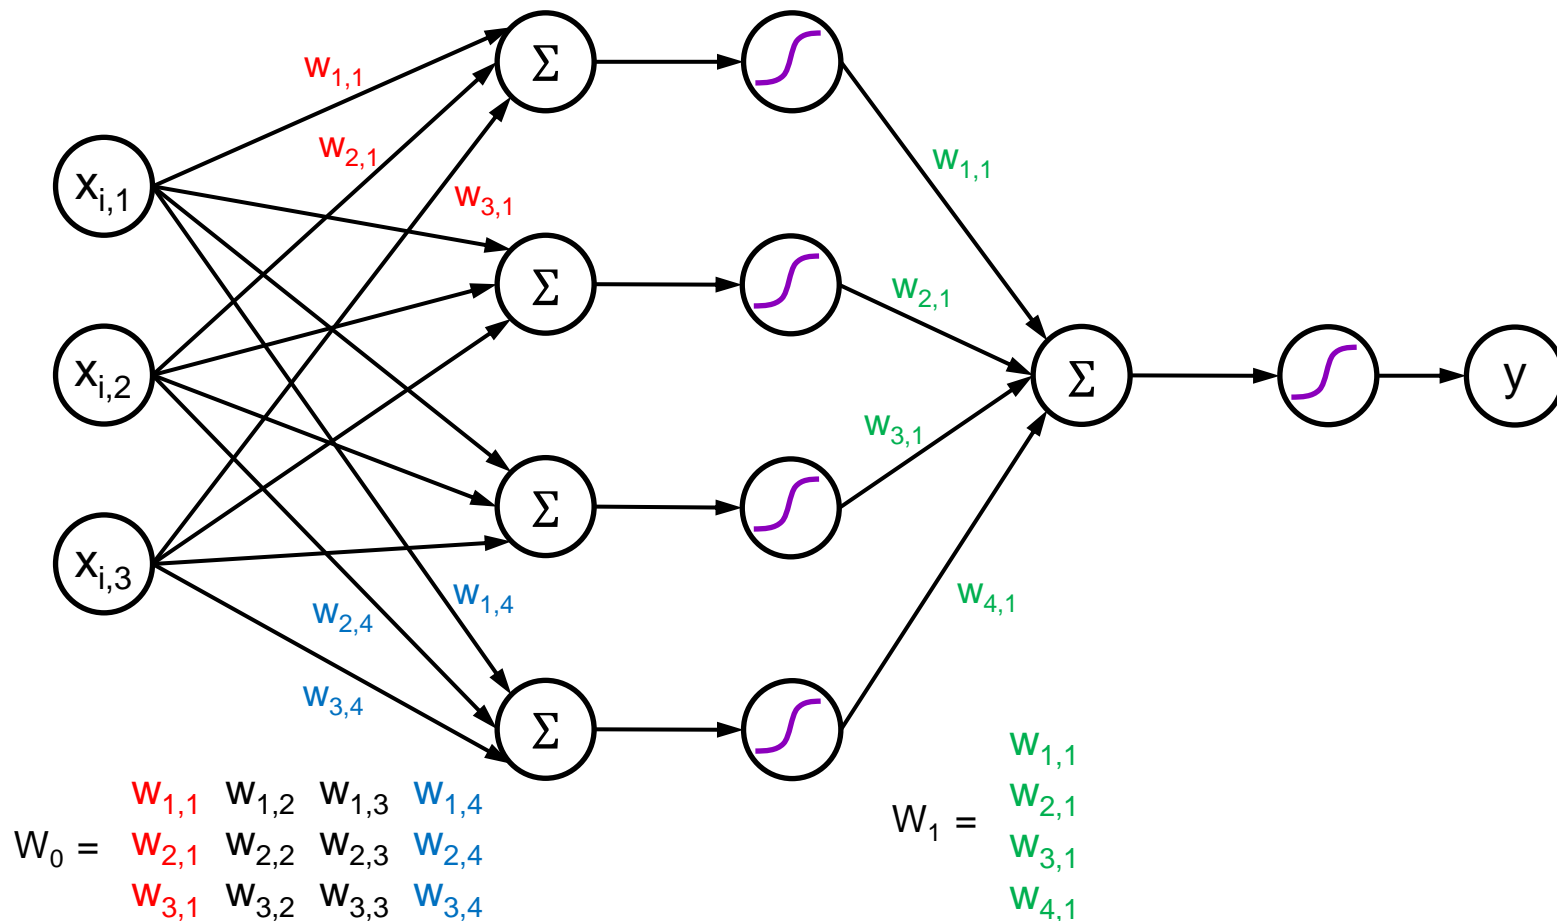 w1,1
w2,1
w3,1
xi,1
xi,2
xi,3
Σ
Σ
Σ
Σ
w1,4
w2,4
w3,4
w1,1
w2,1
w3,1
w4,1
Σ
y
W0 =
w1,1 w1,2 w1,3 w1,4
w2,1 w2,2 w2,3 w2,4
w3,1 w3,2 w3,3 w3,4
W1 =
w1,1
w2,1
w3,1
w4,1